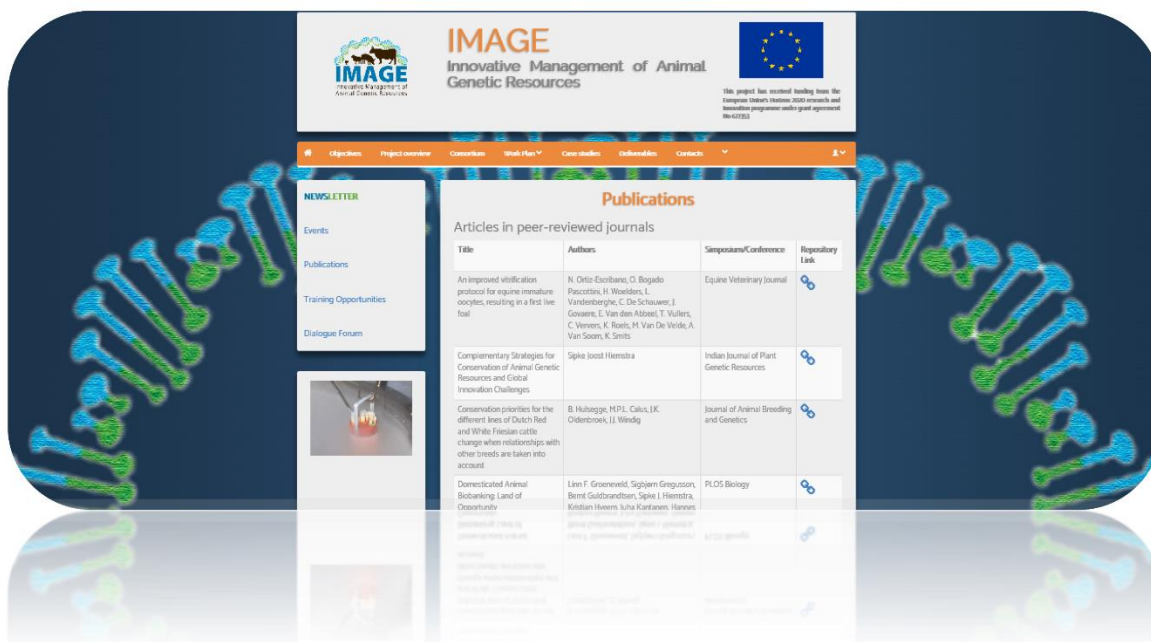 IMAGE
Innovative Management of
Animal Genetic Resources
IMAGE
Innovative Management of Animal
Genetic Resources
This project has received funding from the
European Union's Horizon 2020 research and
innovation programme under grant agreement
Objectives Project overview Consortium Work Plan Case studies Deliverables Contacts
NEWSLETTER
Events
Publications
Training Opportunities
Dialogue Forum
Publications
Articles in peer-reviewed journals
Title Authors Simposium/Conference Repository
Link
An improved vitrification
protocol for equine immature
oocytes, resulting in a first live
foal
N. Ortiz-Escribano, O. Bogado
Pascottini, H. Woelders, L.
Vandenberghe, C. De Schauwer, J.
Govaere, E. Van den Abbeel, T. Vullers,
C. Ververs, K. Roels, M. Van De Velde, A.
Van Soom, K. Smits
Equine Veterinary Journal
Complementary Strategies for
Conservation of Animal Genetic
Resources and Global
Innovation Challenges
Sipke Joost Hiemstra
Indian Journal of Plant
Genetic Resources
Conservation priorities for the
different lines of Dutch Red
and White Friesian cattle
change when relationships with
other breeds are taken into
account
B. Hulsegge, M.P.L. Calus, J.K.
Oldenbroek, J.J. Windig
Journal of Animal Breeding
and Genetics
Domesticated Animal
Biobanking: Land of
Opportunity
Linn F. Groeneveld, Sigbjørn Gregusson,
Bernt Guldbrandtsen, Sipke J. Hiemstra,
Kristian Hveem, Juha Kantanen, Hannes
PLOS Biology